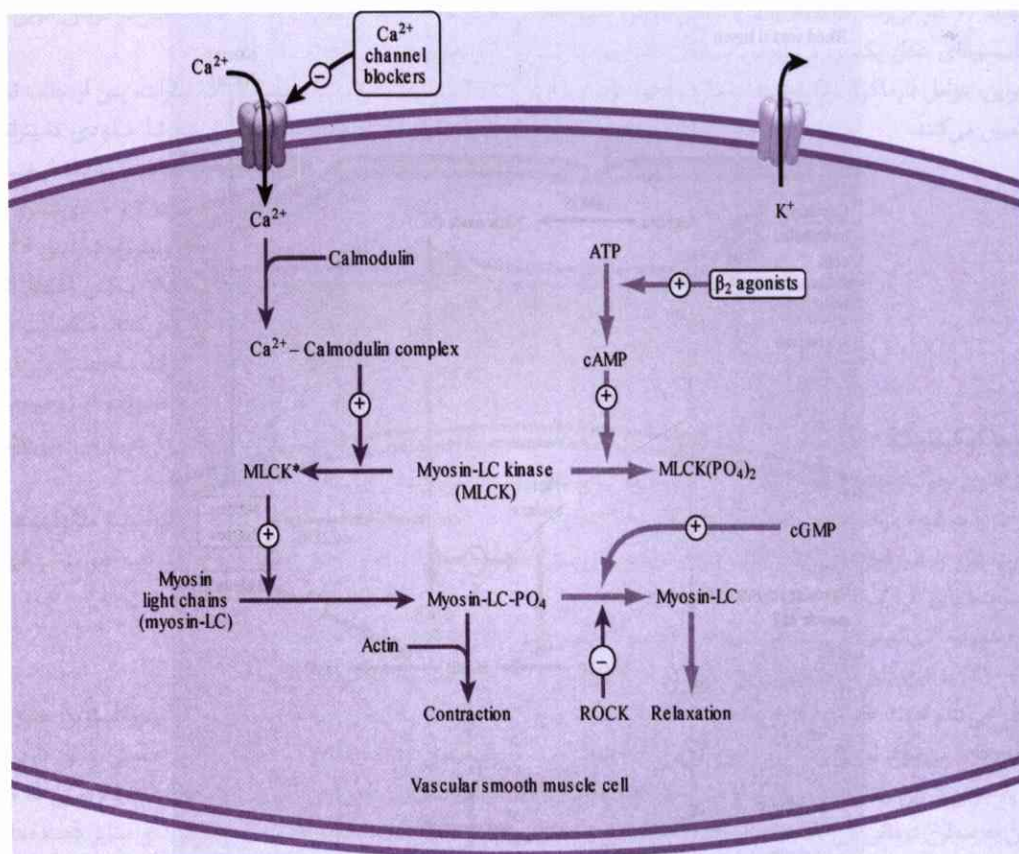 Ca2+
channel
blockers
Ca2+
Ca2+
K+
Calmodulin
ATP
β2 agonists
Ca2+ – Calmodulin complex
cAMP
MLCK*
Myosin-LC kinase
(MLCK)
MLCK(PO4)2
cGMP
Myosin
light chains
(myosin-LC)
Myosin-LC-PO4
Myosin-LC
Actin
Contraction
ROCK
Relaxation
Vascular smooth muscle cell
+
+
+
+
+
–
–